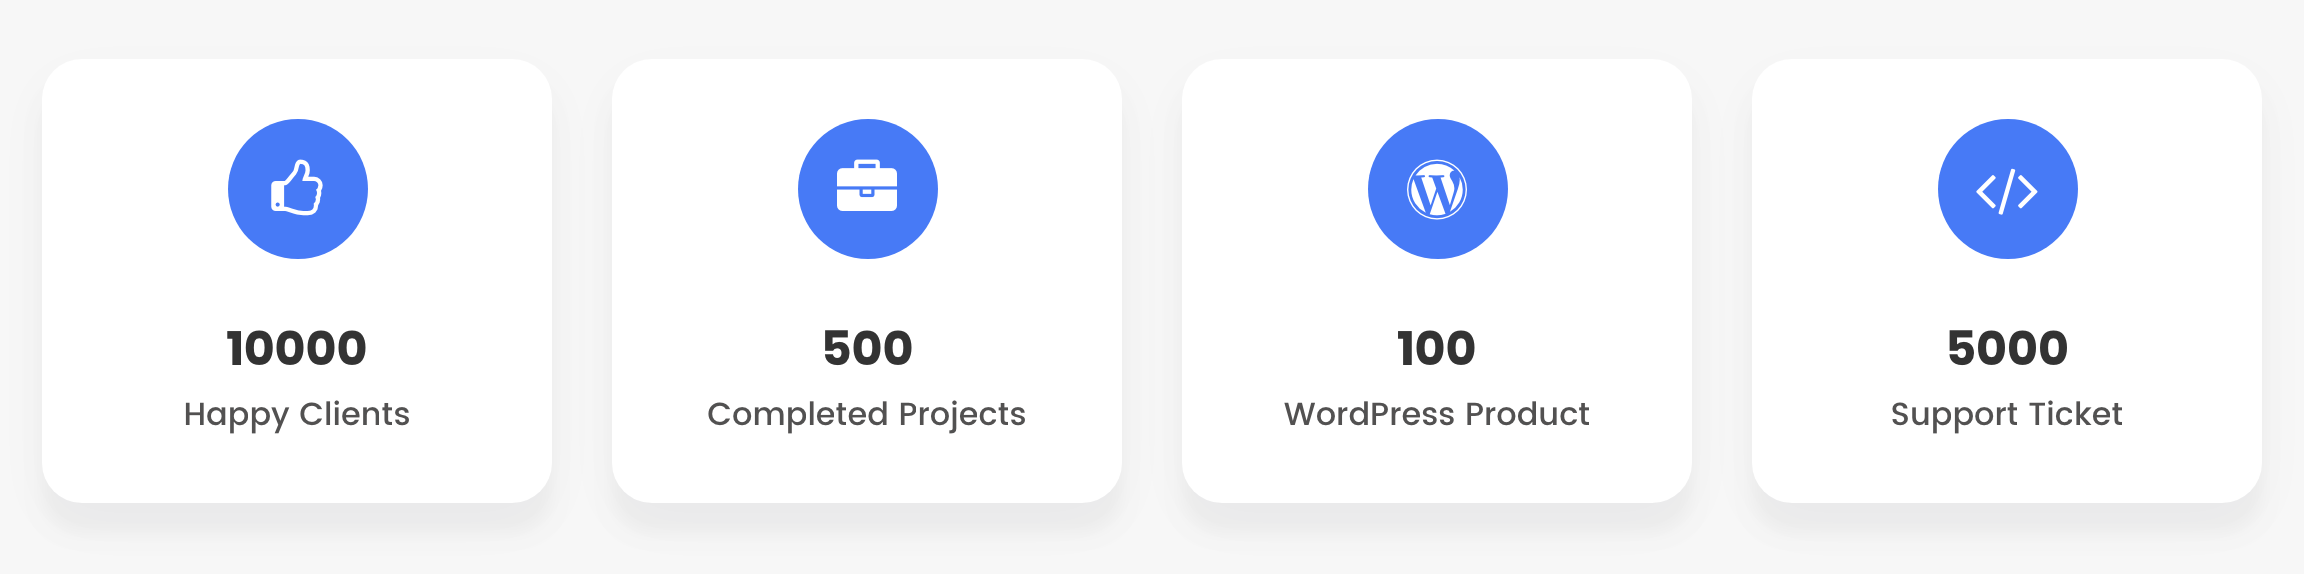 10000
Happy Clients
500
Completed Projects
100
WordPress Product
5000
Support Ticket